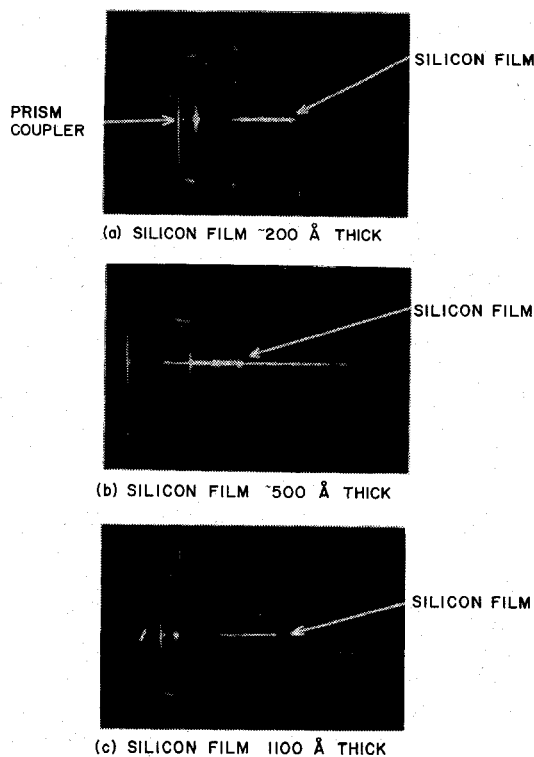 SILICON FILM
PRISM
COUPLER
(a) SILICON FILM ~200 Å THICK
SILICON FILM
(b) SILICON FILM ~500 Å THICK
SILICON FILM
(c) SILICON FILM 1100 Å THICK